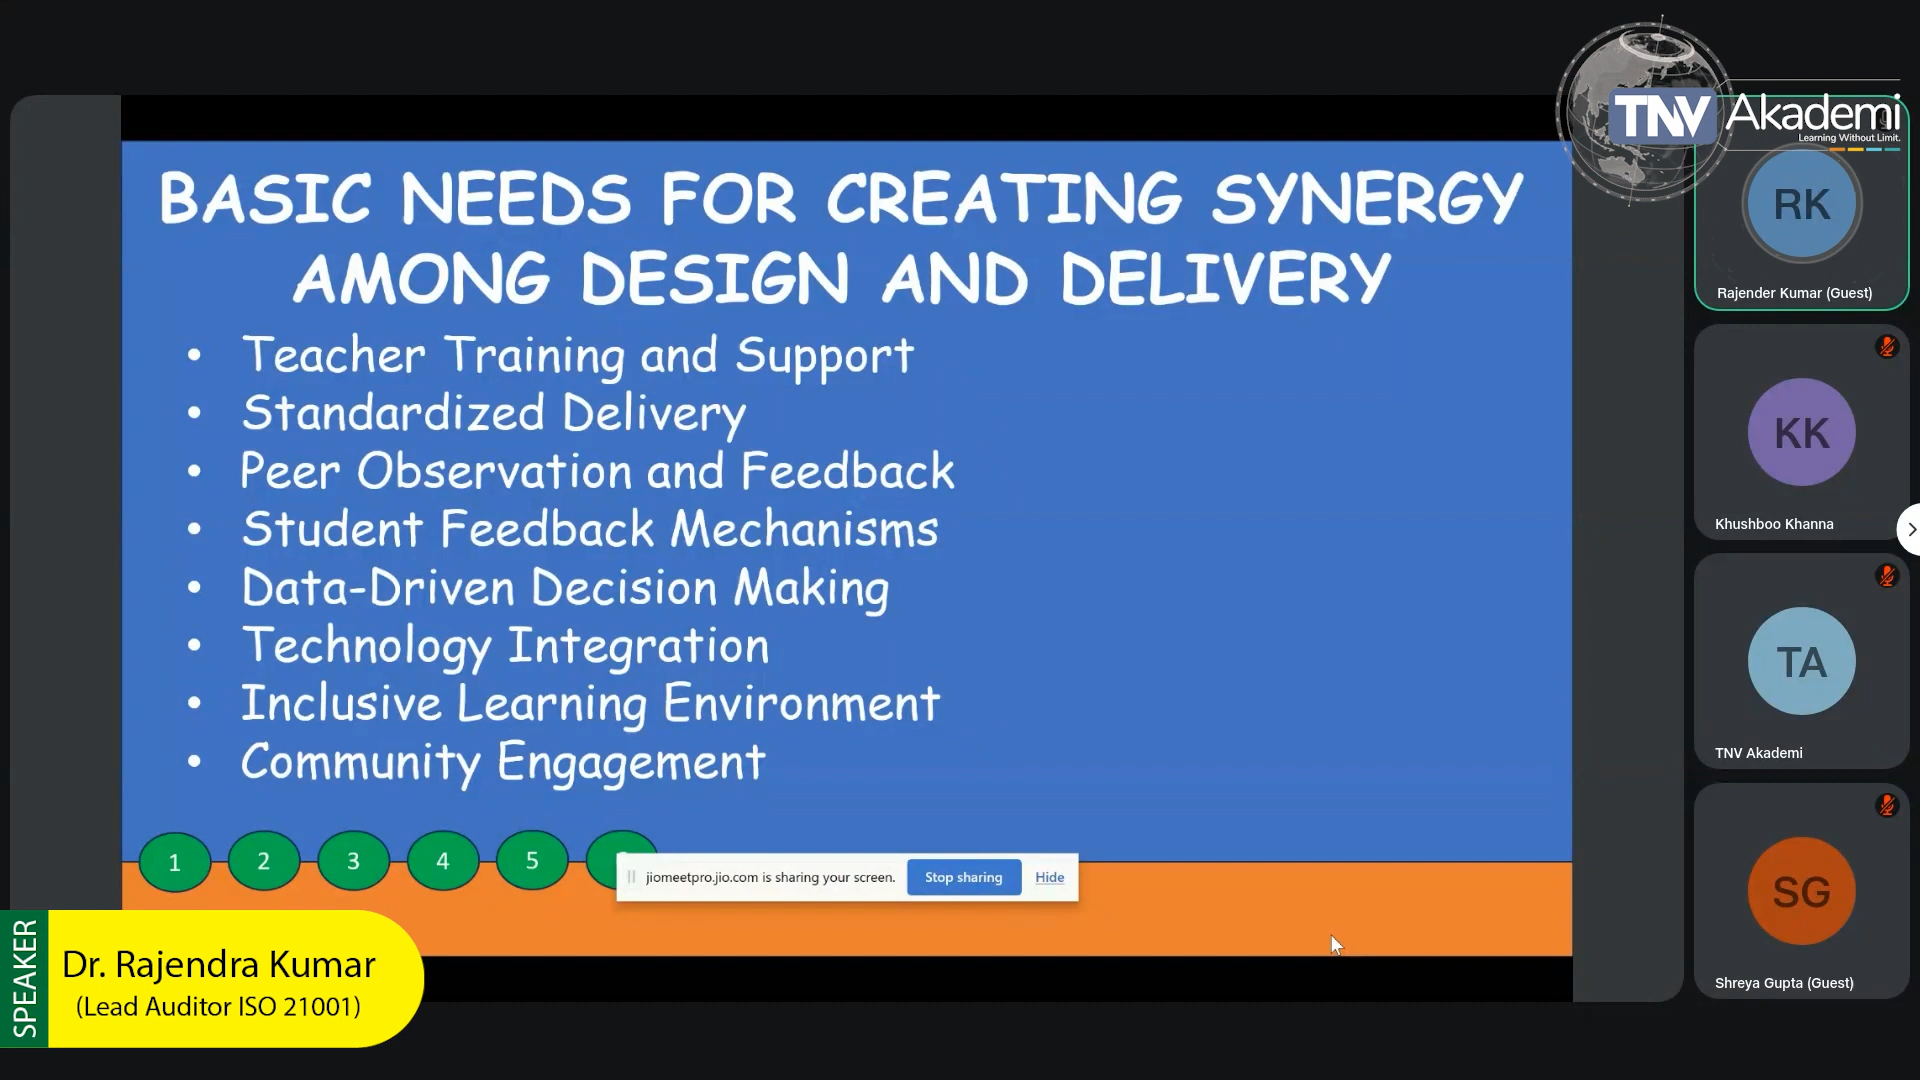 TNV Akademi
Learning Without Limit.
BASIC NEEDS FOR CREATING SYNERGY
AMONG DESIGN AND DELIVERY
• Teacher Training and Support
• Standardized Delivery
• Peer Observation and Feedback
• Student Feedback Mechanisms
• Data-Driven Decision Making
• Technology Integration
• Inclusive Learning Environment
• Community Engagement
1 2 3 4 5
jiomeetpro.jio.com is sharing your screen. Stop sharing Hide
SPEAKER
Dr. Rajendra Kumar
(Lead Auditor ISO 21001)
RK
Rajender Kumar (Guest)
KK
Khushboo Khanna
TA
TNV Akademi
SG
Shreya Gupta (Guest)